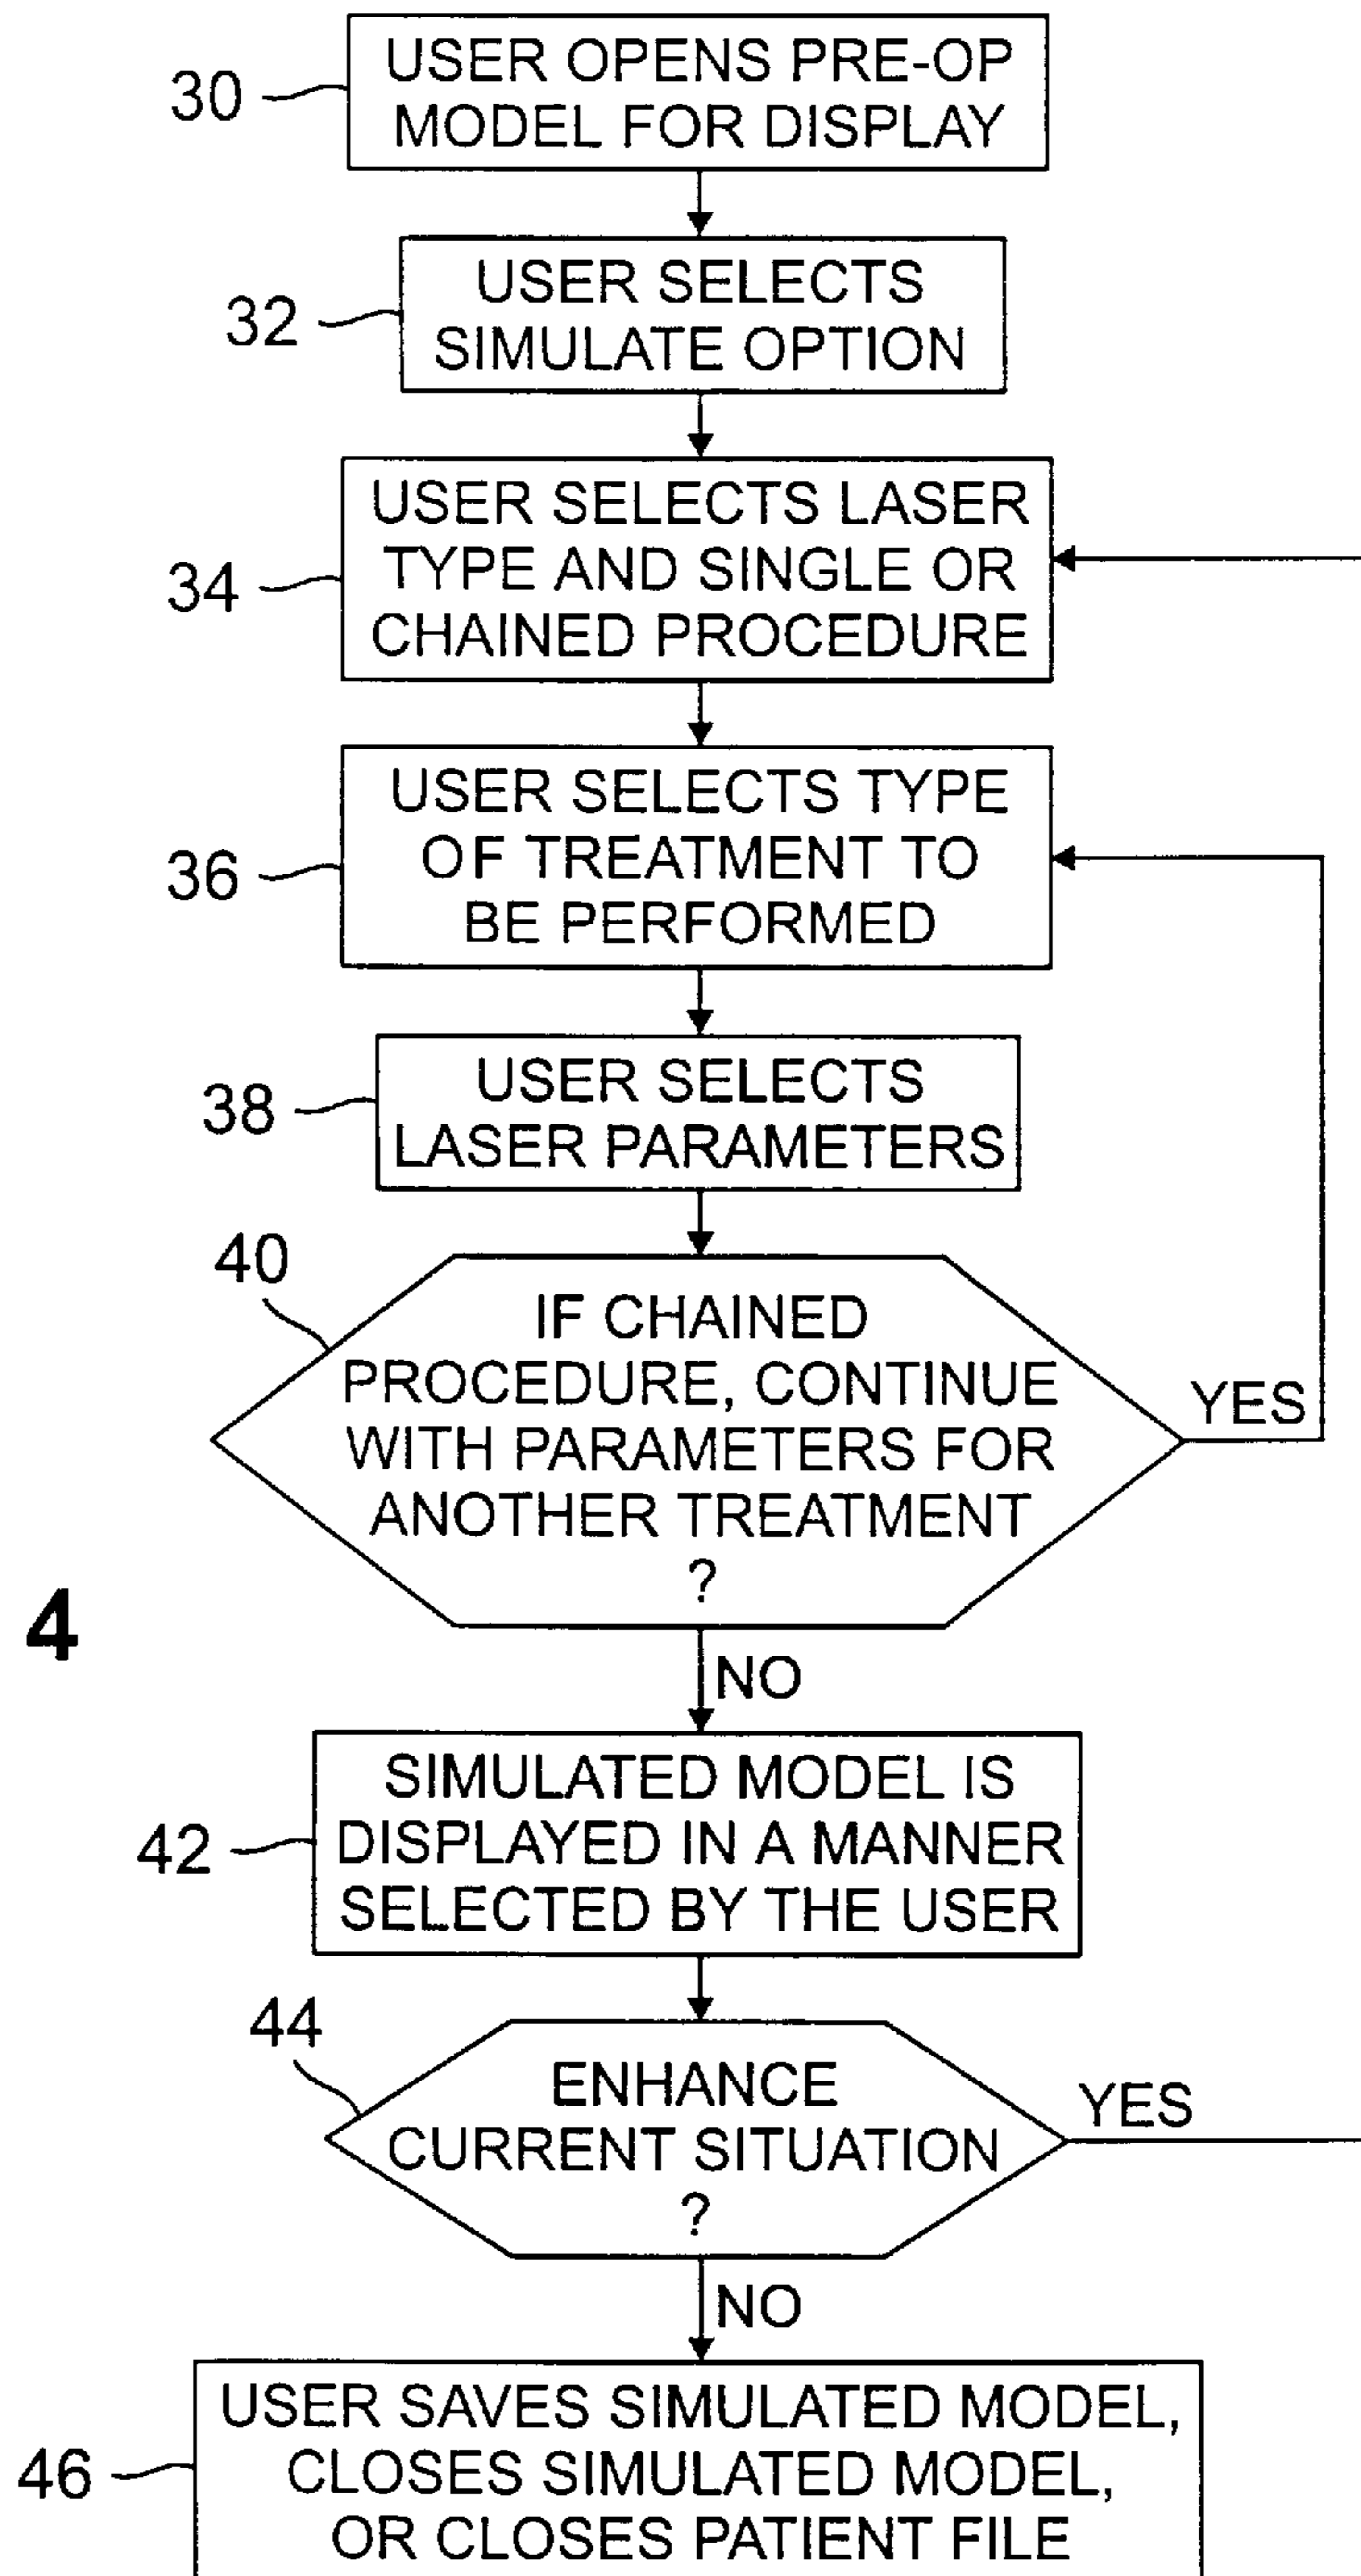 30
USER OPENS PRE-OP
MODEL FOR DISPLAY
32
USER SELECTS
SIMULATE OPTION
34
USER SELECTS LASER
TYPE AND SINGLE OR
CHAINED PROCEDURE
36
USER SELECTS TYPE
OF TREATMENT TO
BE PERFORMED
38
USER SELECTS
LASER PARAMETERS
40
IF CHAINED
PROCEDURE, CONTINUE
WITH PARAMETERS FOR
ANOTHER TREATMENT
?
YES
4
NO
42
SIMULATED MODEL IS
DISPLAYED IN A MANNER
SELECTED BY THE USER
44
ENHANCE
CURRENT SITUATION
?
YES
NO
46
USER SAVES SIMULATED MODEL,
CLOSES SIMULATED MODEL,
OR CLOSES PATIENT FILE